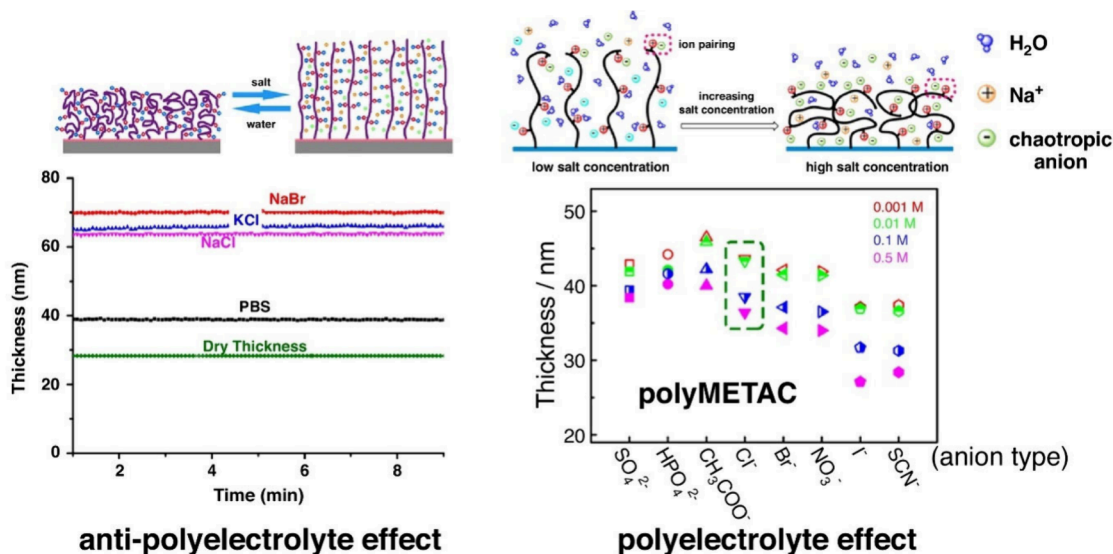 salt
water
80
60
40
20
0
Thickness (nm)
NaBr
KCl
NaCl
PBS
Dry Thickness
2
4
6
8
Time (min)
anti-polyelectrolyte effect
ion pairing
increasing
salt concentration
low salt concentration
high salt concentration
H₂O
Na⁺
chaotropic
anion
50
40
30
20
Thickness / nm
0.001 M
0.01 M
0.1 M
0.5 M
polyMETAC
SO₄²⁻
HPO₄²⁻
CH₃COO⁻
Cl⁻
Br⁻
NO₃⁻
I⁻
SCN⁻
(anion type)
polyelectrolyte effect